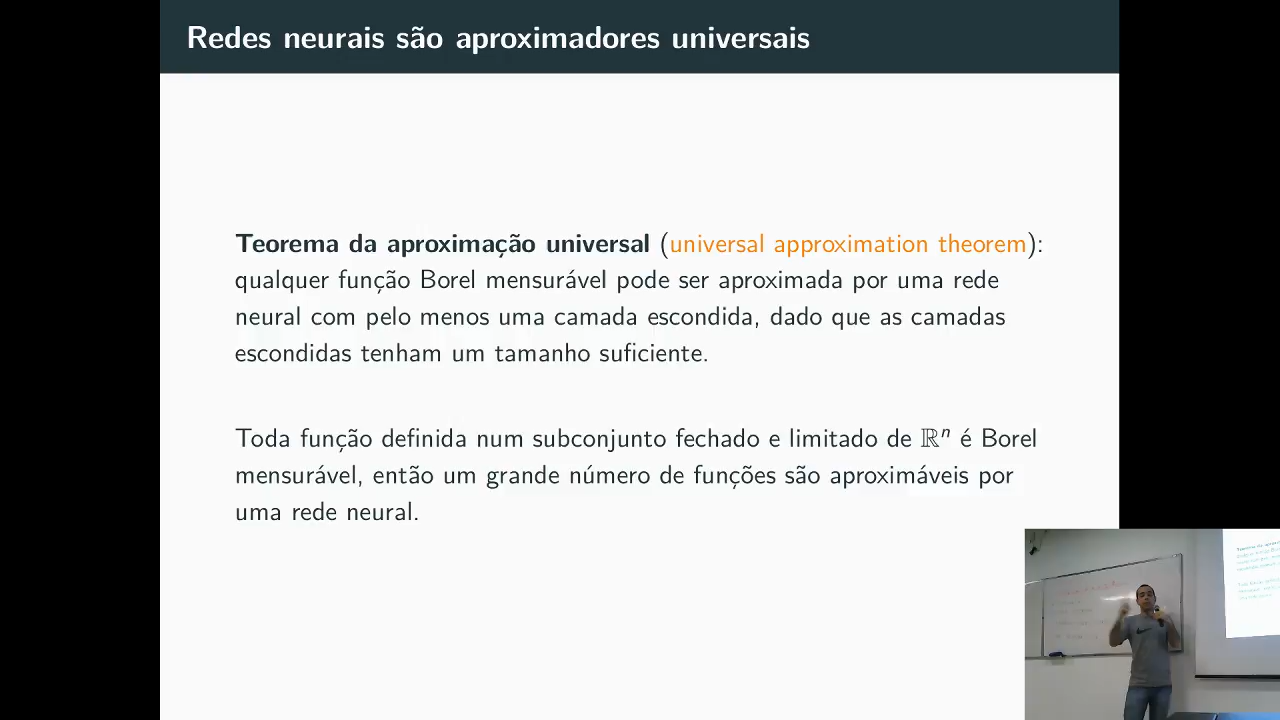 Redes neurais são aproximadores universais
Teorema da aproximação universal (universal approximation theorem):
qualquer função Borel mensurável pode ser aproximada por uma rede
neural com pelo menos uma camada escondida, dado que as camadas
escondidas tenham um tamanho suficiente.
Toda função definida num subconjunto fechado e limitado de ℝⁿ é Borel
mensurável, então um grande número de funções são aproximáveis por
uma rede neural.